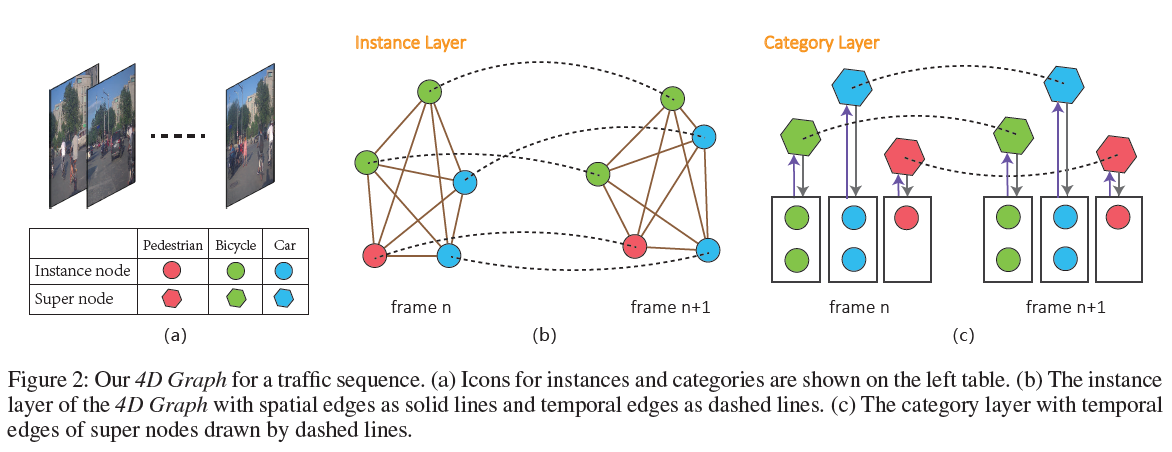 Instance Layer
Category Layer
Pedestrian Bicycle Car
Instance node
Super node
frame n
frame n+1
frame n
frame n+1
(a)
(b)
(c)
Figure 2: Our 4D Graph for a traffic sequence. (a) Icons for instances and categories are shown on the left table. (b) The instance
layer of the 4D Graph with spatial edges as solid lines and temporal edges as dashed lines. (c) The category layer with temporal
edges of super nodes drawn by dashed lines.